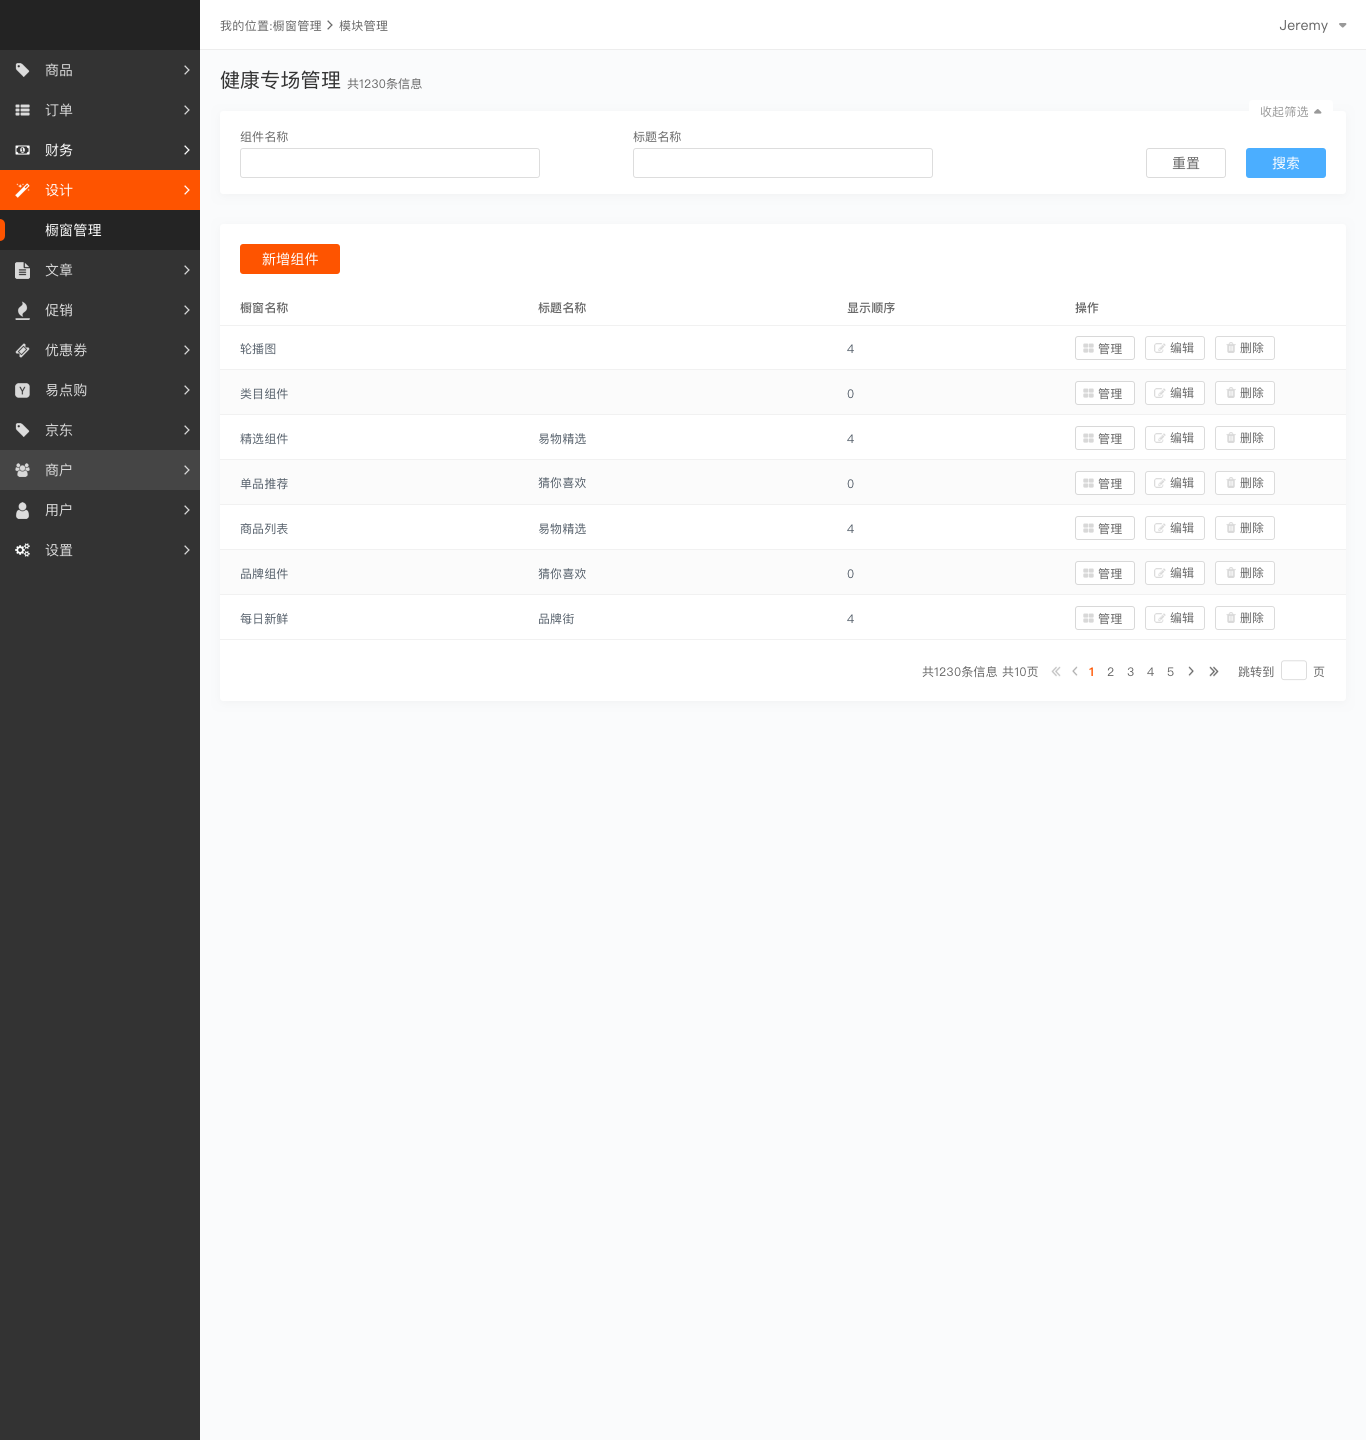 我的位置:橱窗管理 > 模块管理
Jeremy
商品
订单
财务
设计
橱窗管理
文章
促销
优惠券
易点购
京东
商户
用户
设置
健康专场管理 共1230条信息
收起筛选
组件名称 标题名称
重置 搜索
新增组件
橱窗名称 标题名称 显示顺序 操作
轮播图 4 管理 编辑 删除
类目组件 0 管理 编辑 删除
精选组件 易物精选 4 管理 编辑 删除
单品推荐 猜你喜欢 0 管理 编辑 删除
商品列表 易物精选 4 管理 编辑 删除
品牌组件 猜你喜欢 0 管理 编辑 删除
每日新鲜 品牌街 4 管理 编辑 删除
共1230条信息 共10页 « < 1 2 3 4 5 > » 跳转到 页